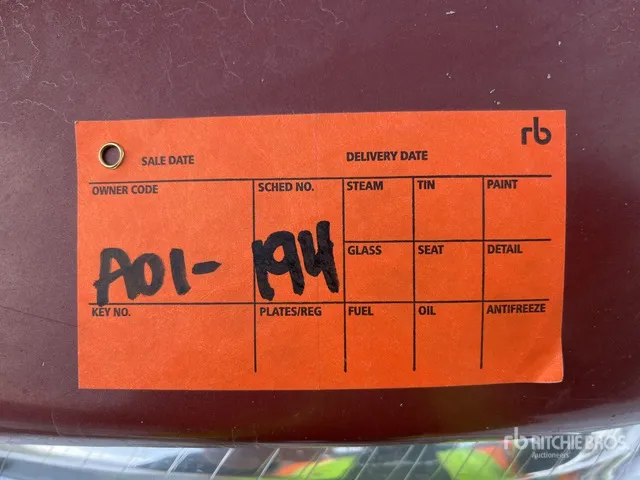 rb
SALE DATE DELIVERY DATE
OWNER CODE SCHED NO. STEAM TIN PAINT
GLASS SEAT DETAIL
A01- 194
KEY NO. PLATES/REG FUEL OIL ANTIFREEZE
rb RITCHIE BROS
Auctioneers